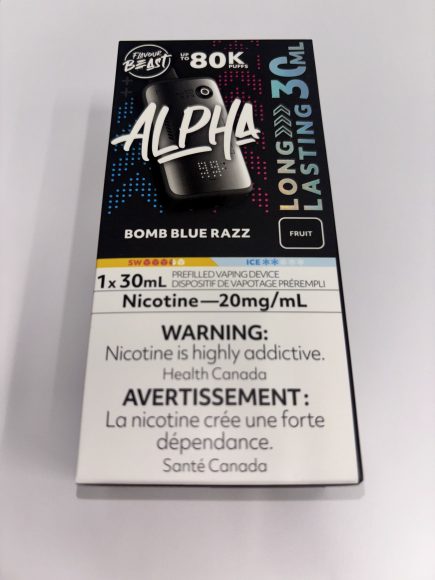 FLAVOUR
BEAST
UP TO 80K PUFFS
LONG LASTING 30ML
ALPHA
BOMB BLUE RAZZ
FRUIT
SW
ICE
1 x 30mL PREFILLED VAPING DEVICE
DISPOSITIF DE VAPOTAGE PRÉREMPLI
Nicotine—20mg/mL
WARNING:
Nicotine is highly addictive.
Health Canada
AVERTISSEMENT :
La nicotine crée une forte
dépendance.
Santé Canada